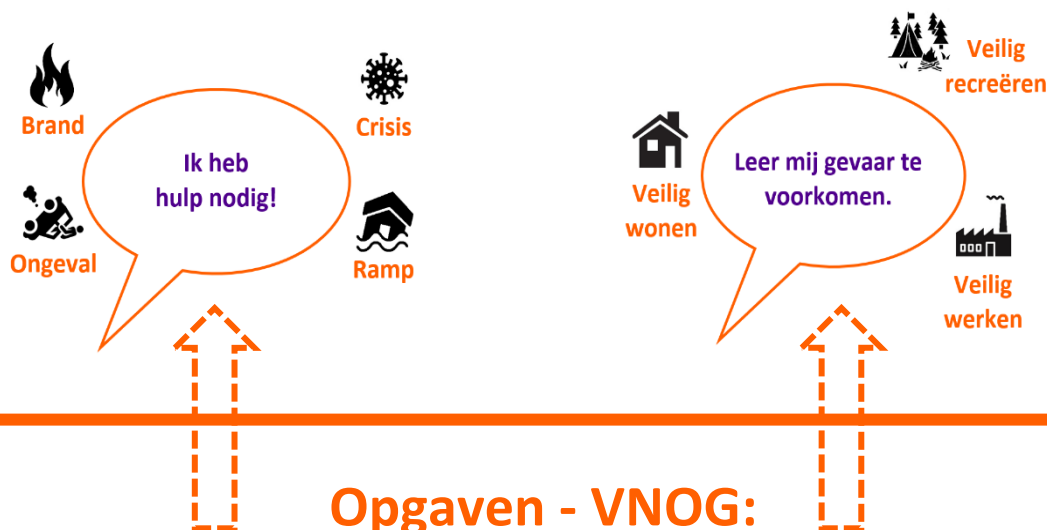 Brand
Crisis
Ik heb
hulp nodig!
Ongeval
Ramp
Veilig
recreëren
Veilig
wonen
Leer mij gevaar te
voorkomen.
Veilig
werken
Opgaven - VNOG: